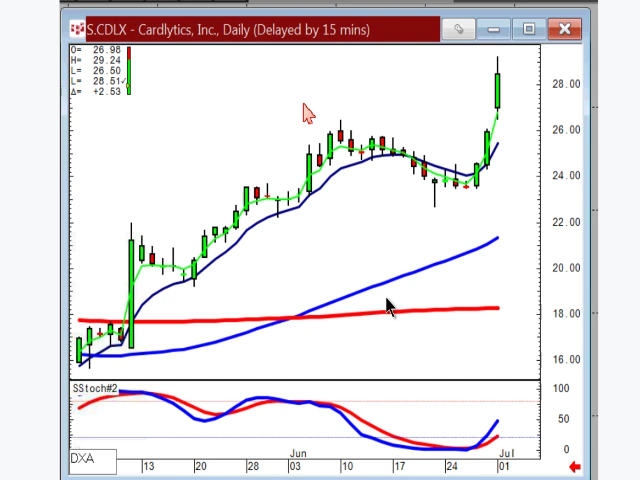 S.CDLX - Cardlytics, Inc., Daily (Delayed by 15 mins)
O= 26.98
H= 29.24
L= 26.50
L= 28.51✓
Δ= +2.53
28.00
26.00
24.00
22.00
20.00
18.00
16.00
SStoch#2
100
50
0
Jun
Jul
DXA
13
20
28
03
10
17
24
01